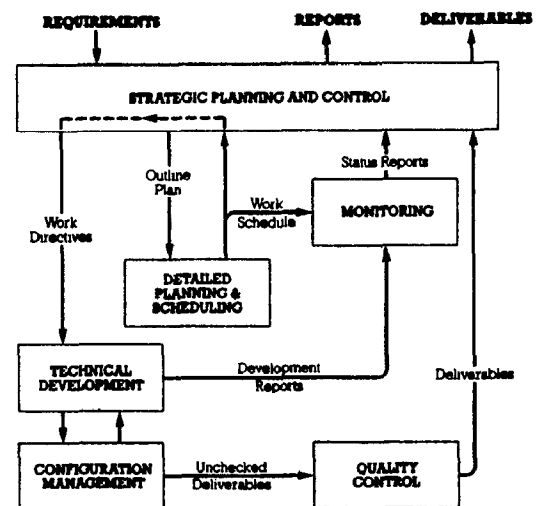 REQUIREMENTS
REPORTS
DELIVERABLES
STRATEGIC PLANNING AND CONTROL
Outline
Plan
Status Reports
Work
Schedule
MONITORING
Work
Directives
DETAILED
PLANNING &
SCHEDULING
TECHNICAL
DEVELOPMENT
Development
Reports
Deliverables
CONFIGURATION
MANAGEMENT
Unchecked
Deliverables
QUALITY
CONTROL